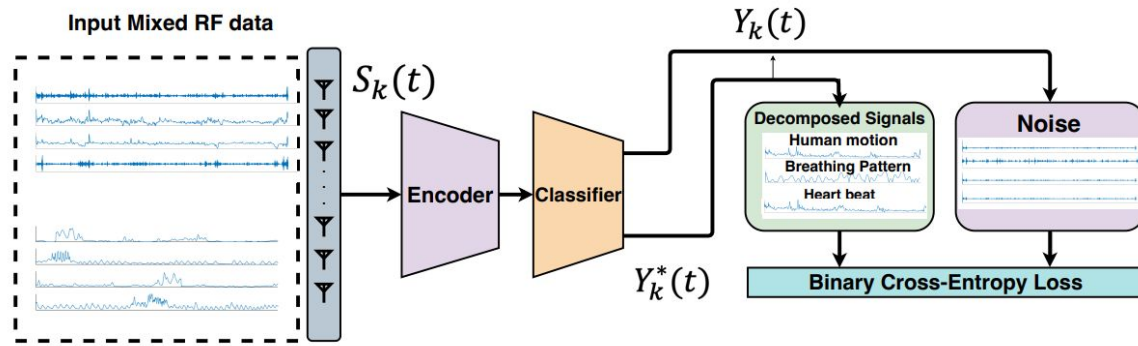 Input Mixed RF data
S_k(t)
Encoder
Classifier
Y_k(t)
Y_k^*(t)
Decomposed Signals
Human motion
Breathing Pattern
Heart beat
Noise
Binary Cross-Entropy Loss